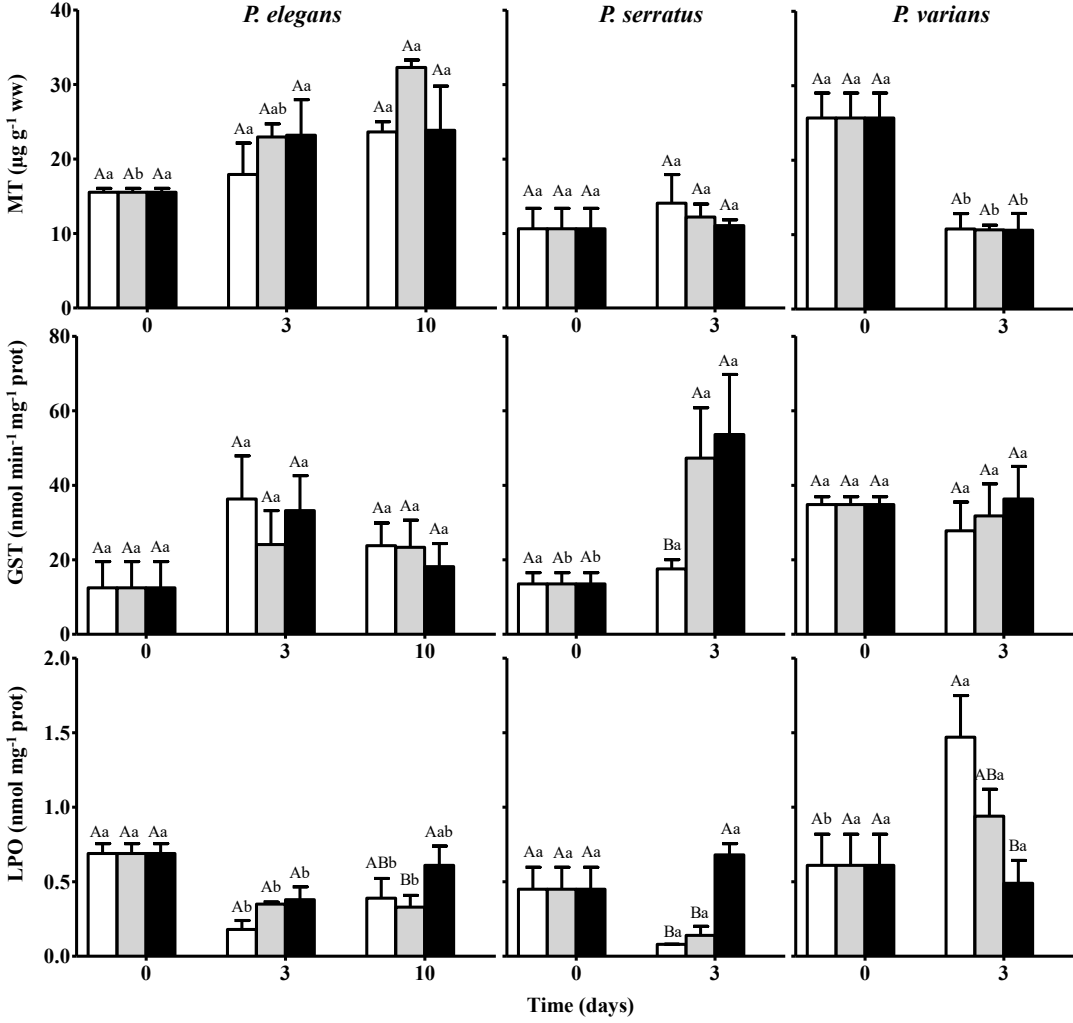 P. elegans P. serratus P. varians
MT (µg g⁻¹ ww)
40
30
20
10
0
Aa Ab Aa
Aa Aab Aa
Aa Aa Aa
0 3 10
Aa Aa Aa
Aa Aa Aa
0 3
Aa Aa Aa
Ab Ab Ab
0 3
GST (nmol min⁻¹ mg⁻¹ prot)
80
60
40
20
0
Aa Aa Aa
Aa Aa Aa
Aa Aa Aa
0 3 10
Aa Ab Ab
Ba Aa Aa
0 3
Aa Aa Aa
Aa Aa Aa
0 3
LPO (nmol mg⁻¹ prot)
2.0
1.5
1.0
0.5
0.0
Aa Aa Aa
Ab Ab Ab
ABb Bb Aab
0 3 10
Aa Aa Aa
Ba Ba Aa
0 3
Ab Aa Aa
Aa ABa Ba
0 3
Time (days)